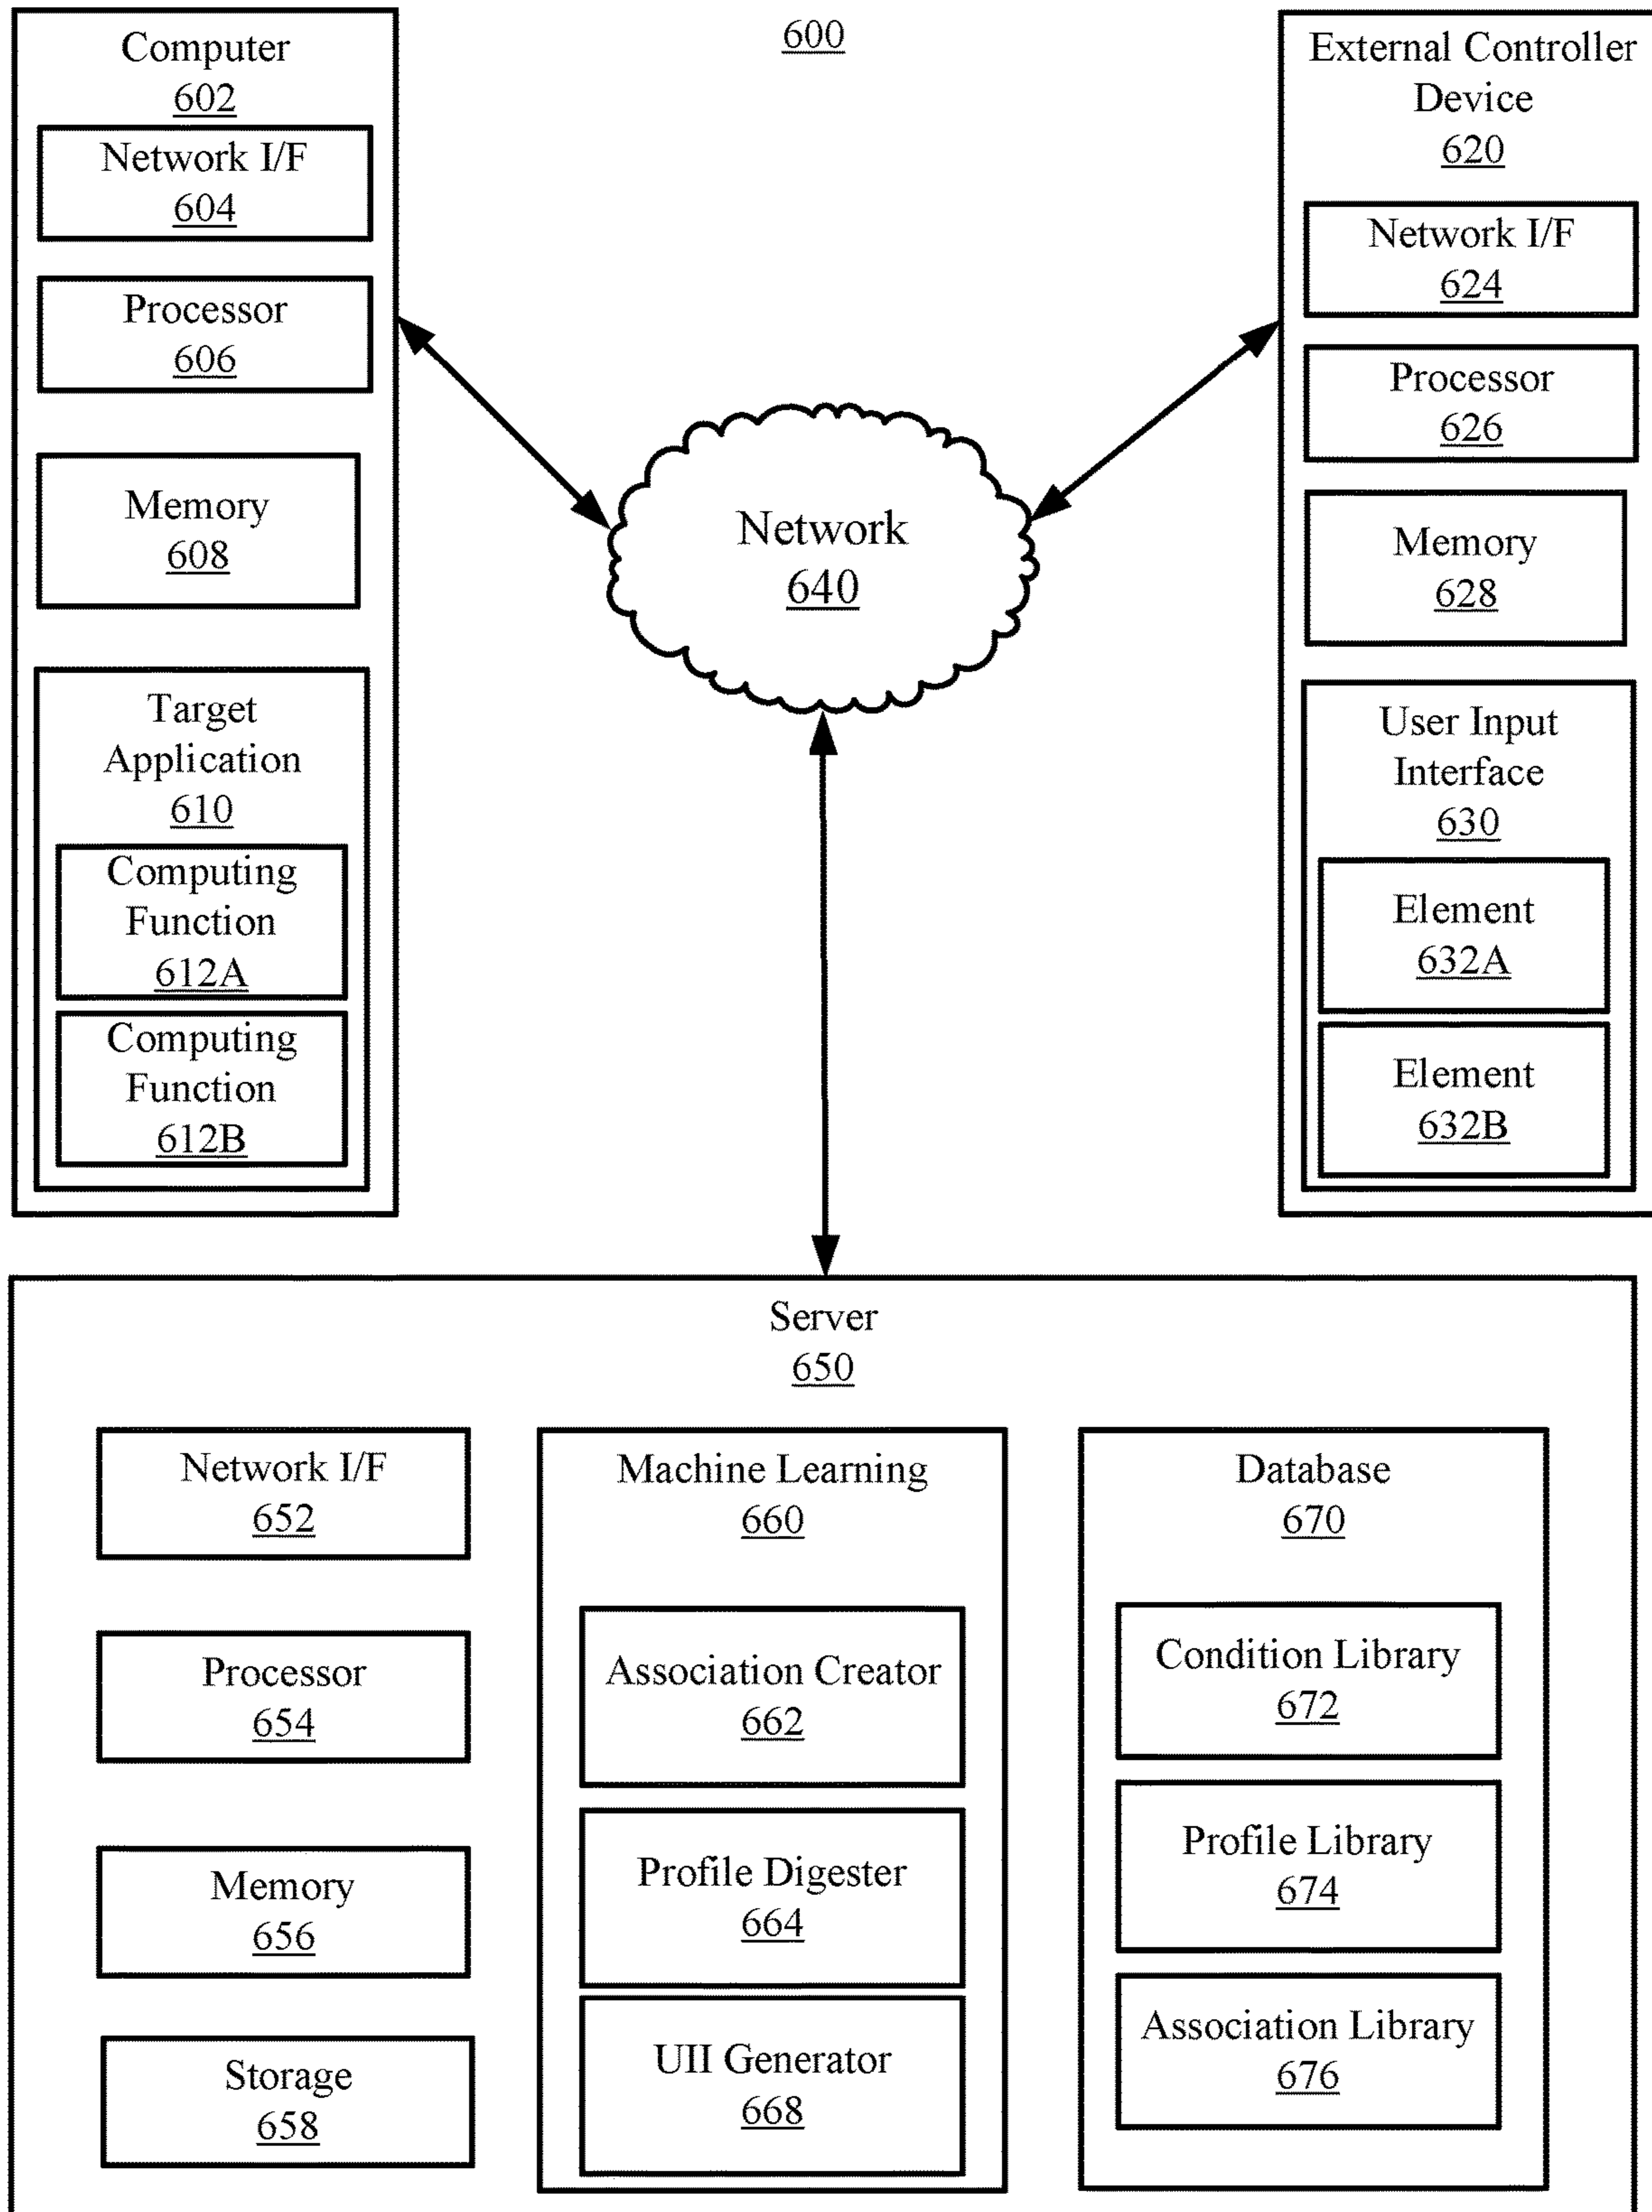 600
Computer
602
Network I/F
604
Processor
606
Memory
608
Target
Application
610
Computing
Function
612A
Computing
Function
612B
Network
640
External Controller
Device
620
Network I/F
624
Processor
626
Memory
628
User Input
Interface
630
Element
632A
Element
632B
Server
650
Network I/F
652
Processor
654
Memory
656
Storage
658
Machine Learning
660
Association Creator
662
Profile Digester
664
UII Generator
668
Database
670
Condition Library
672
Profile Library
674
Association Library
676